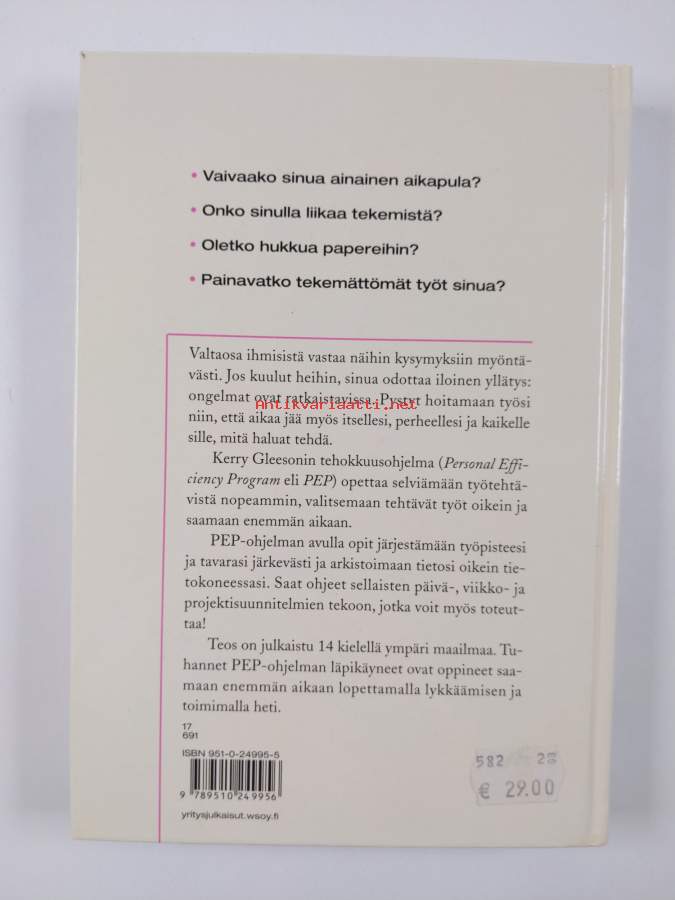 • Vaivaako sinua ainainen aikapula?
• Onko sinulla liikaa tekemistä?
• Oletko hukkua papereihin?
• Painavatko tekemättömät työt sinua?
Valtaosa ihmisistä vastaa näihin kysymyksiin myöntä-
västi. Jos kuulut heihin, sinua odottaa iloinen yllätys:
ongelmat ovat ratkaistavissa. Pystyt hoitamaan työsi
Antikvariaatti.net
niin, että aikaa jää myös itsellesi, perheellesi ja kaikelle
sille, mitä haluat tehdä.
Kerry Gleesonin tehokkuusohjelma (Personal Effi-
ciency Program eli PEP) opettaa selviämään työtehtä-
vistä nopeammin, valitsemaan tehtävät työt oikein ja
saamaan enemmän aikaan.
PEP-ohjelman avulla opit järjestämään työpisteesi
ja tavarasi järkevästi ja arkistoimaan tietosi oikein tie-
tokoneessasi. Saat ohjeet sellaisten päivä-, viikko- ja
projektisuunnitelmien tekoon, jotka voit myös toteut-
taa!
Teos on julkaistu 14 kielellä ympäri maailmaa. Tu-
hannet PEP-ohjelman läpikäyneet ovat oppineet saa-
maan enemmän aikaan lopettamalla lykkäämisen ja
toimimalla heti.
17
691
ISBN 951-0-24995-5
9 789510 249956
yritysjulkaisut.wsoy.fi
582 28
€ 29.00